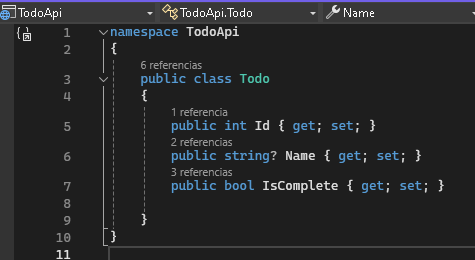 TodoApi TodoApi.Todo Name
1 namespace TodoApi
2 {
6 referencias
3 public class Todo
4 {
1 referencia
5 public int Id { get; set; }
2 referencias
6 public string? Name { get; set; }
3 referencias
7 public bool IsComplete { get; set; }
8
9 }
10 }
11